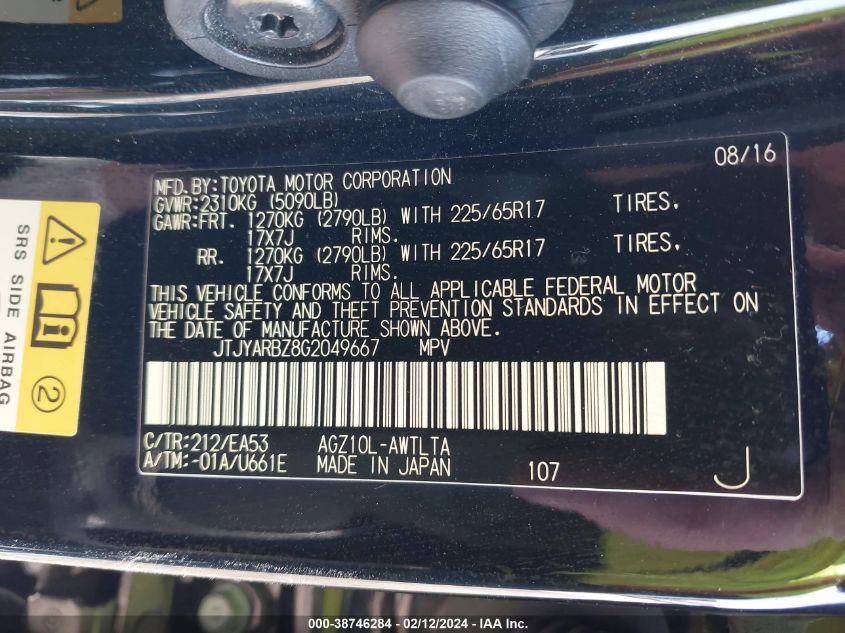 08/16
MFD.BY:TOYOTA MOTOR CORPORATION
GVWR:2310KG (5090LB)
GAWR:FRT. 1270KG (2790LB) WITH 225/65R17 TIRES,
17X7J RIMS.
RR. 1270KG (2790LB) WITH 225/65R17 TIRES,
17X7J RIMS.
THIS VEHICLE CONFORMS TO ALL APPLICABLE FEDERAL MOTOR
VEHICLE SAFETY AND THEFT PREVENTION STANDARDS IN EFFECT ON
THE DATE OF MANUFACTURE SHOWN ABOVE.
JTJYARBZ8G2049667 MPV
C/TR:212/EA53 AGZ10L-AWTLTA
A/TM:-01A/U661E MADE IN JAPAN 107 J
SRS SIDE AIRBAG
2
000-38746284 - 02/12/2024 - IAA Inc.